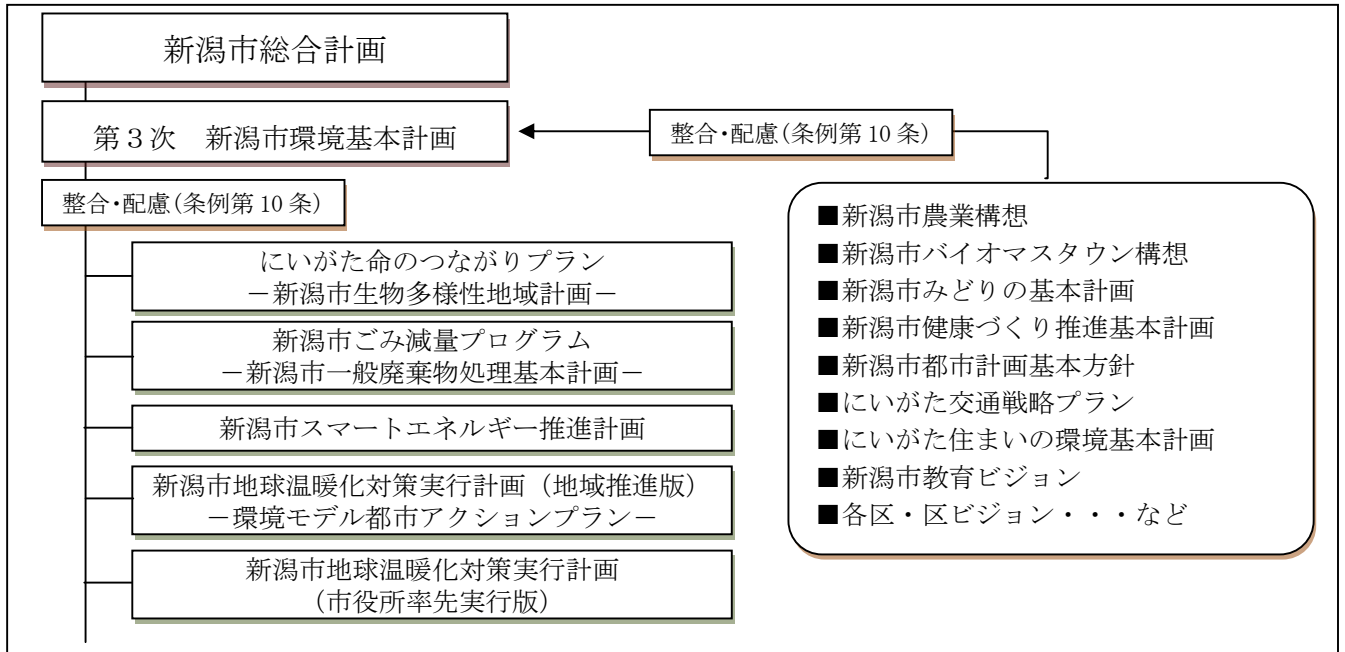 新潟市総合計画
第３次　新潟市環境基本計画
整合・配慮（条例第 10 条）
整合・配慮（条例第 10 条）
にいがた命のつながりプラン
－新潟市生物多様性地域計画－
新潟市ごみ減量プログラム
－新潟市一般廃棄物処理基本計画－
新潟市スマートエネルギー推進計画
新潟市地球温暖化対策実行計画（地域推進版）
－環境モデル都市アクションプラン－
新潟市地球温暖化対策実行計画
（市役所率先実行版）
■新潟市農業構想
■新潟市バイオマスタウン構想
■新潟市みどりの基本計画
■新潟市健康づくり推進基本計画
■新潟市都市計画基本方針
■にいがた交通戦略プラン
■にいがた住まいの環境基本計画
■新潟市教育ビジョン
■各区・区ビジョン・・・など